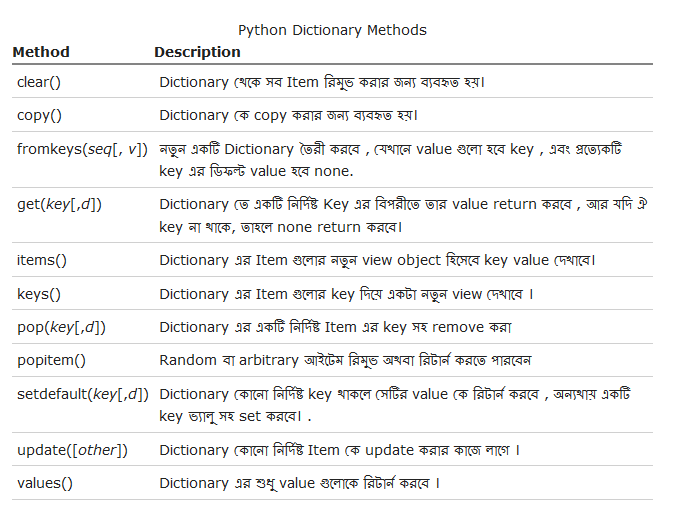 Python Dictionary Methods
Method Description
clear() Dictionary থেকে সব Item রিমুভ করার জন্য ব্যবহৃত হয়।
copy() Dictionary কে copy করার জন্য ব্যবহৃত হয়।
fromkeys(seq[, v]) নতুন একটি Dictionary তৈরী করবে , যেখানে value গুলো হবে key , এবং প্রত্যেকটি
key এর ডিফল্ট value হবে none.
get(key[,d]) Dictionary তে একটি নির্দিষ্ট Key এর বিপরীতে তার value return করবে , আর যদি ঐ
key না থাকে, তাহলে none return করবে।
items() Dictionary এর Item গুলোর নতুন view object হিসেবে key value দেখাবে।
keys() Dictionary এর Item গুলোর key দিয়ে একটা নতুন view দেখাবে ।
pop(key[,d]) Dictionary এর একটি নির্দিষ্ট Item এর key সহ remove করা
popitem() Random বা arbitrary আইটেম রিমুভ অথবা রিটার্ন করতে পারবেন
setdefault(key[,d]) Dictionary কোনো নির্দিষ্ট key থাকলে সেটির value কে রিটার্ন করবে , অন্যথায় একটি
key ভ্যালু সহ set করবে। .
update([other]) Dictionary কোনো নির্দিষ্ট Item কে update করার কাজে লাগে ।
values() Dictionary এর শুধু value গুলোকে রিটার্ন করবে ।